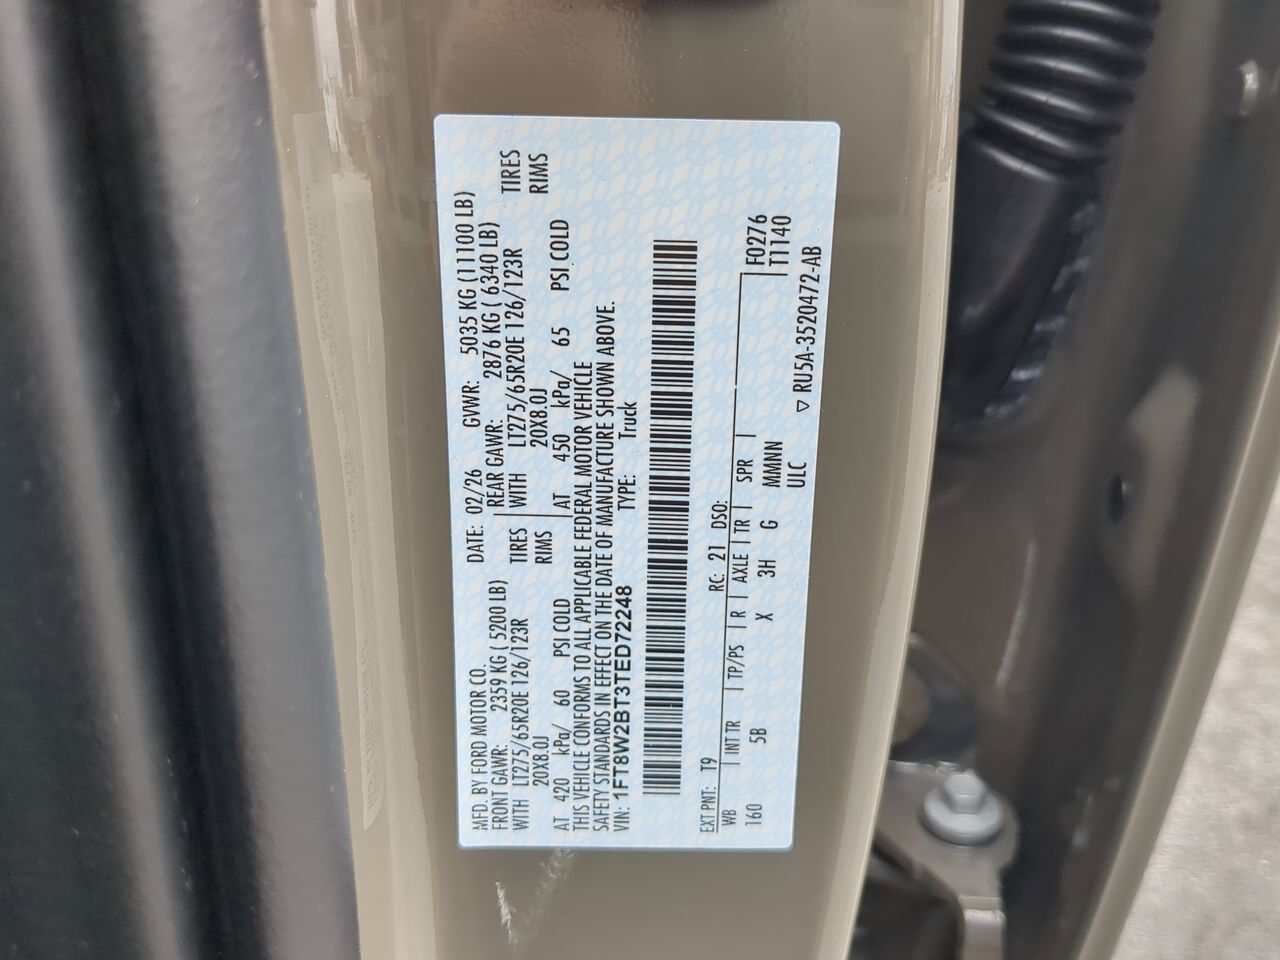 MFD. BY FORD MOTOR CO.
DATE: 02/26 GVWR: 5035 KG (11100 LB)
FRONT GAWR: 2359 KG ( 5200 LB) REAR GAWR: 2876 KG ( 6340 LB)
WITH LT275/65R20E 126/123R TIRES WITH LT275/65R20E 126/123R TIRES
20X8.0J RIMS 20X8.0J RIMS
AT 420 kPa/ 60 PSI COLD AT 450 kPa/ 65 PSI COLD
THIS VEHICLE CONFORMS TO ALL APPLICABLE FEDERAL MOTOR VEHICLE
SAFETY STANDARDS IN EFFECT ON THE DATE OF MANUFACTURE SHOWN ABOVE.
VIN: 1FT8W2BT3TED72248 TYPE: Truck
EXT PNT: T9 RC: 21 DSO:
WB INT TR TP/PS R AXLE TR SPR F0276
160 5B X 3H G MMNN T1140
ULC
▽ RU5A-3520472-AB